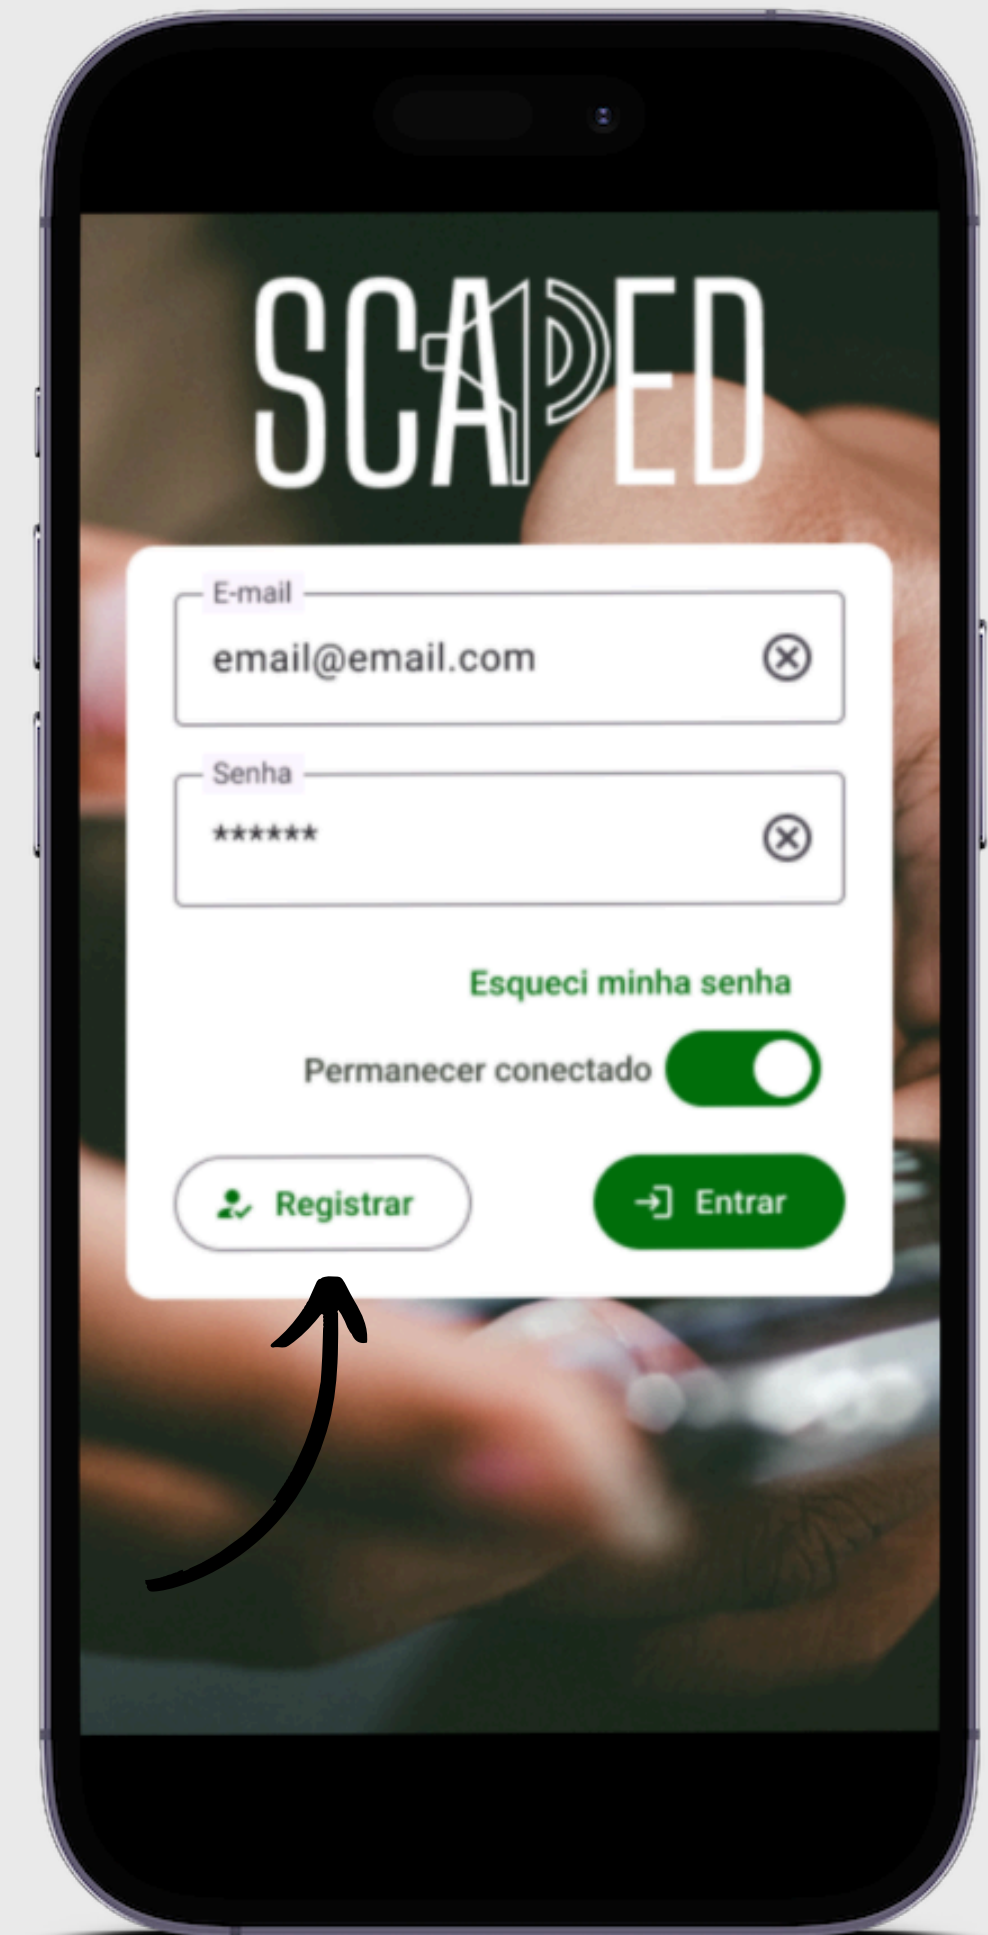 SCAPED
E-mail
email@email.com
Senha
******
Esqueci minha senha
Permanecer conectado
Registrar
Entrar